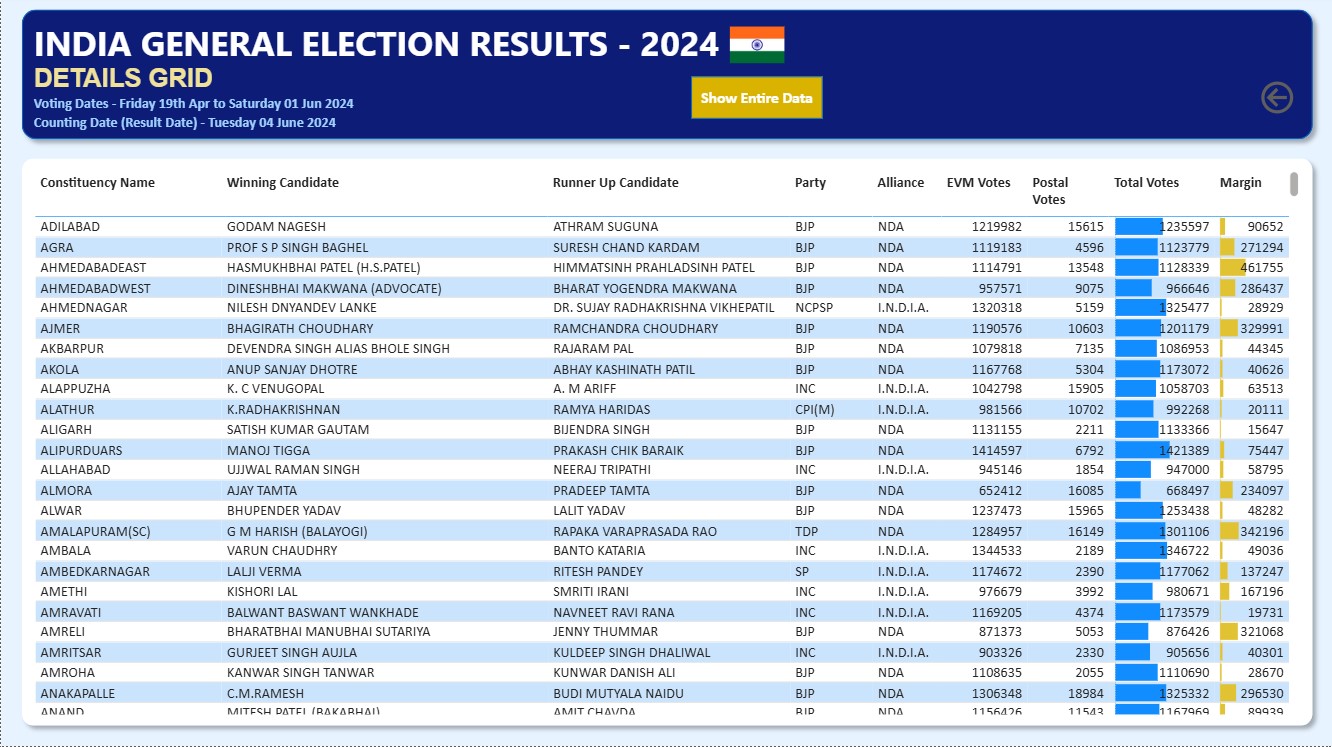 INDIA GENERAL ELECTION RESULTS - 2024
DETAILS GRID
Voting Dates - Friday 19th Apr to Saturday 01 Jun 2024
Counting Date (Result Date) - Tuesday 04 June 2024
Show Entire Data
Constituency Name Winning Candidate Runner Up Candidate Party Alliance EVM Votes Postal Votes Total Votes Margin
ADILABAD GODAM NAGESH ATHRAM SUGUNA BJP NDA 1219982 15615 1235597 90652
AGRA PROF S P SINGH BAGHEL SURESH CHAND KARDAM BJP NDA 1119183 4596 1123779 271294
AHMEDABADEAST HASMUKHBHAI PATEL (H.S.PATEL) HIMMATSINH PRAHLADSINH PATEL BJP NDA 1114791 13548 1128339 461755
AHMEDABADWEST DINESHBHAI MAKWANA (ADVOCATE) BHARAT YOGENDRA MAKWANA BJP NDA 957571 9075 966646 286437
AHMEDNAGAR NILESH DNYANDEV LANKE DR. SUJAY RADHAKRISHNA VIKHEPATIL NCPSP I.N.D.I.A. 1320318 5159 1325477 28929
AJMER BHAGIRATH CHOUDHARY RAMCHANDRA CHOUDHARY BJP NDA 1190576 10603 1201179 329991
AKBARPUR DEVENDRA SINGH ALIAS BHOLE SINGH RAJARAM PAL BJP NDA 1079818 7135 1086953 44345
AKOLA ANUP SANJAY DHOTRE ABHAY KASHINATH PATIL BJP NDA 1167768 5304 1173072 40626
ALAPPUZHA K. C VENUGOPAL A. M ARIFF INC I.N.D.I.A. 1042798 15905 1058703 63513
ALATHUR K.RADHAKRISHNAN RAMYA HARIDAS CPI(M) I.N.D.I.A. 981566 10702 992268 20111
ALIGARH SATISH KUMAR GAUTAM BIJENDRA SINGH BJP NDA 1131155 2211 1133366 15647
ALIPURDUARS MANOJ TIGGA PRAKASH CHIK BARAIK BJP NDA 1414597 6792 1421389 75447
ALLAHABAD UJJWAL RAMAN SINGH NEERAJ TRIPATHI INC I.N.D.I.A. 945146 1854 947000 58795
ALMORA AJAY TAMTA PRADEEP TAMTA BJP NDA 652412 16085 668497 234097
ALWAR BHUPENDER YADAV LALIT YADAV BJP NDA 1237473 15965 1253438 48282
AMALAPURAM(SC) G M HARISH (BALAYOGI) RAPAKA VARAPRASADA RAO TDP NDA 1284957 16149 1301106 342196
AMBALA VARUN CHAUDHRY BANTO KATARIA INC I.N.D.I.A. 1344533 2189 1346722 49036
AMBEDKARNAGAR LALJI VERMA RITESH PANDEY SP I.N.D.I.A. 1174672 2390 1177062 137247
AMETHI KISHORI LAL SMRITI IRANI INC I.N.D.I.A. 976679 3992 980671 167196
AMRAVATI BALWANT BASWANT WANKHADE NAVNEET RAVI RANA INC I.N.D.I.A. 1169205 4374 1173579 19731
AMRELI BHARATBHAI MANUBHAI SUTARIYA JENNY THUMMAR BJP NDA 871373 5053 876426 321068
AMRITSAR GURJEET SINGH AUJLA KULDEEP SINGH DHALIWAL INC I.N.D.I.A. 903326 2330 905656 40301
AMROHA KANWAR SINGH TANWAR KUNWAR DANISH ALI BJP NDA 1108635 2055 1110690 28670
ANAKAPALLE C.M.RAMESH BUDI MUTYALA NAIDU BJP NDA 1306348 18984 1325332 296530
ANAND MITESH PATEL (BAKABHAI) AMIT CHAVDA BJP NDA 1156426 11543 1167969 89939